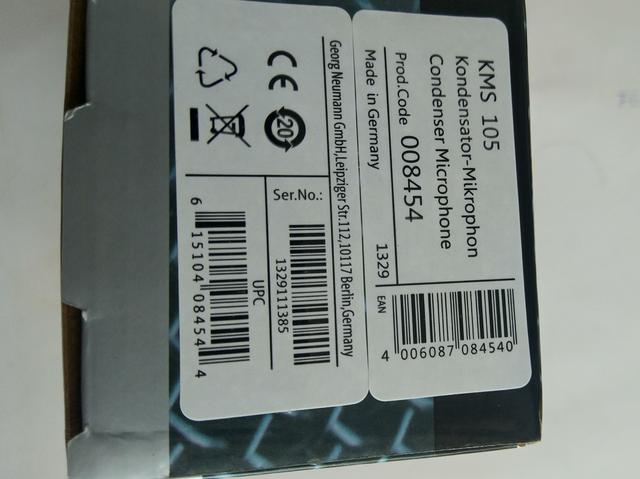 KMS 105
Kondensator-Mikrophon
Condenser Microphone
Prod.Code 008454
Made in Germany
1329
EAN
4 006087 084540
Georg Neumann GmbH,Leipziger Str.112,10117 Berlin,Germany
CE
20
Ser.No.:
1329111385
UPC
6 15104 08454 4